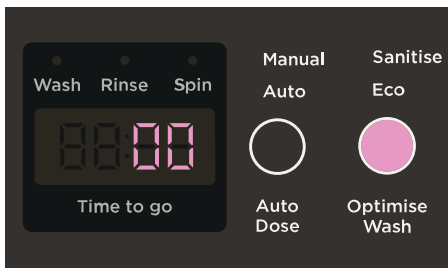 Manual Sanitise
Wash Rinse Spin
Auto Eco
00
Time to go
Auto Dose
Optimise Wash